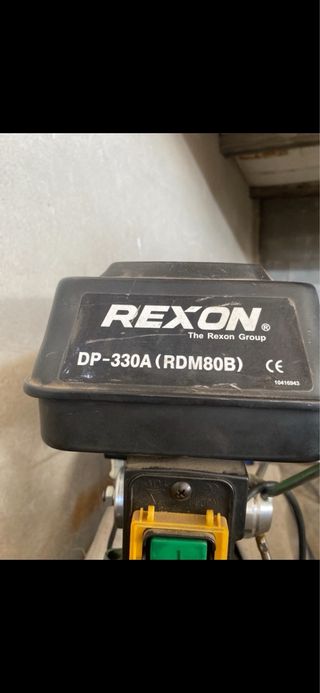 REXON®
The Rexon Group
DP-330A (RDM80B) CE
10416943
I